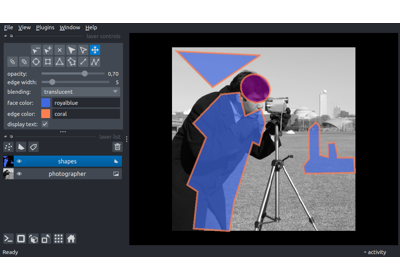 File View Plugins Window Help
layer controls
opacity: 0,70
edge width: 5
blending: translucent
face color: royalblue
edge color: coral
display text: ✓
layer list
shapes
photographer
Ready
activity